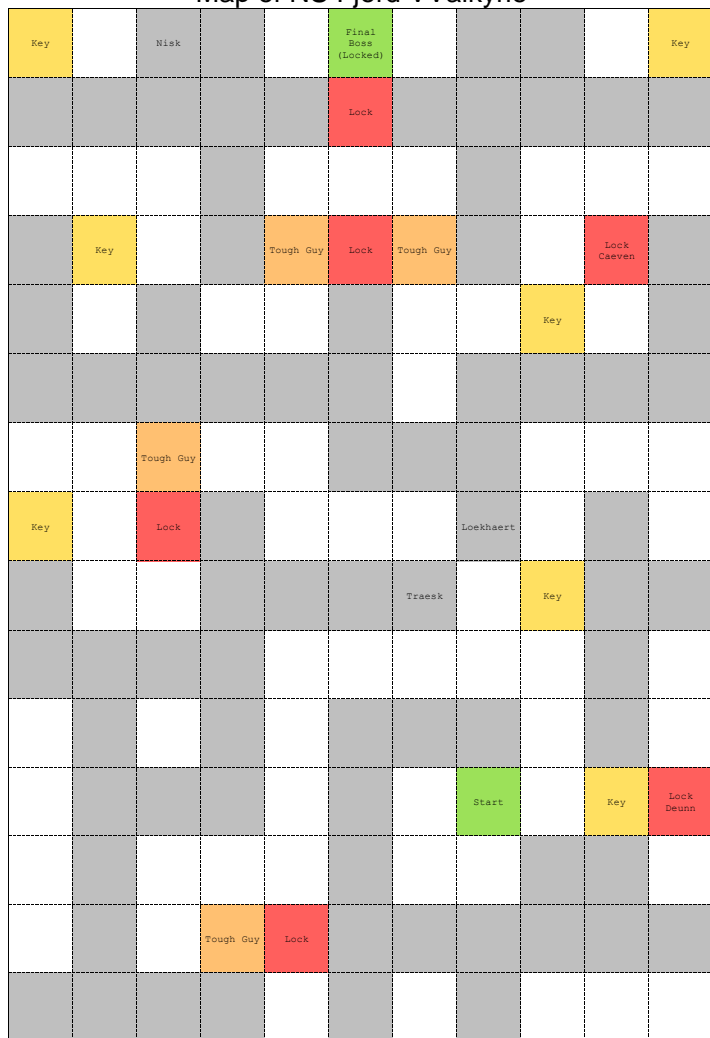 Key
Nisk
Final
Boss
(Locked)
Key
Lock
Key
Tough Guy
Lock
Tough Guy
Lock
Caeven
Key
Tough Guy
Key
Lock
Loekhaert
Traesk
Key
Start
Key
Lock
Deunn
Tough Guy
Lock